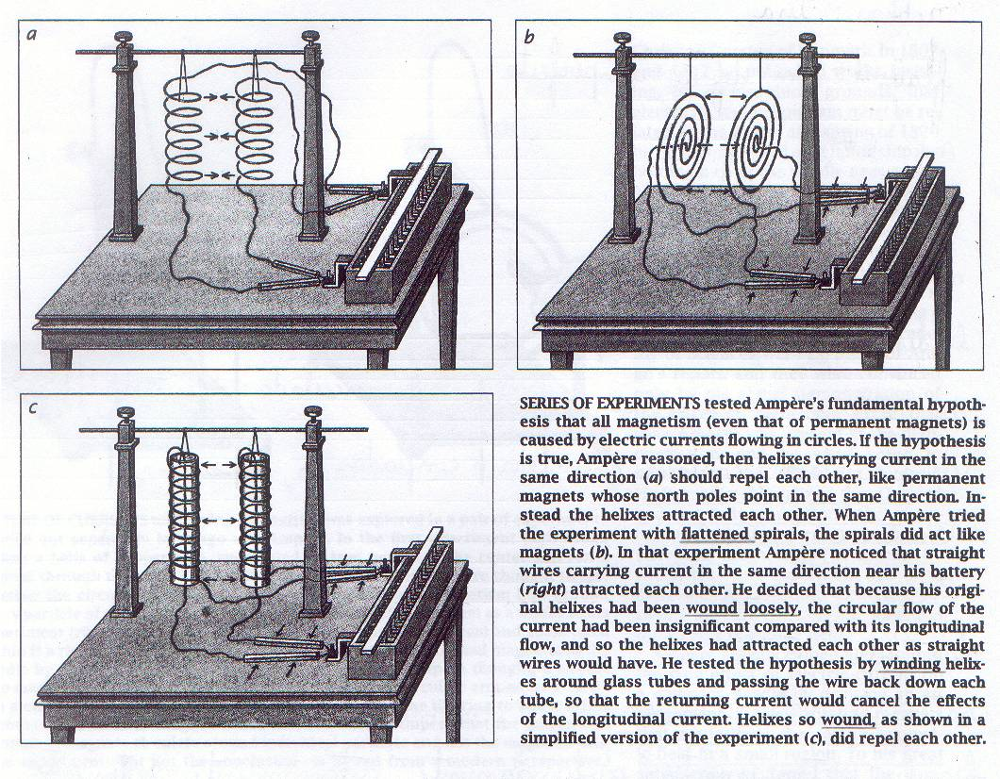 a
b
c
SERIES OF EXPERIMENTS tested Ampère's fundamental hypoth-
esis that all magnetism (even that of permanent magnets) is
caused by electric currents flowing in circles. If the hypothesis
is true, Ampère reasoned, then helixes carrying current in the
same direction (a) should repel each other, like permanent
magnets whose north poles point in the same direction. In-
stead the helixes attracted each other. When Ampère tried
the experiment with flattened spirals, the spirals did act like
magnets (b). In that experiment Ampère noticed that straight
wires carrying current in the same direction near his battery
(right) attracted each other. He decided that because his origi-
nal helixes had been wound loosely, the circular flow of the
current had been insignificant compared with its longitudinal
flow, and so the helixes had attracted each other as straight
wires would have. He tested the hypothesis by winding helix-
es around glass tubes and passing the wire back down each
tube, so that the returning current would cancel the effects
of the longitudinal current. Helixes so wound, as shown in a
simplified version of the experiment (c), did repel each other.